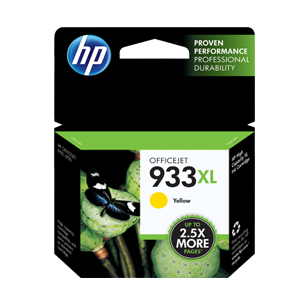 hp
PROVEN
PERFORMANCE
PROFESSIONAL
DURABILITY
OFFICEJET
933XL
Yellow
UP TO
2.5X
MORE
PAGES